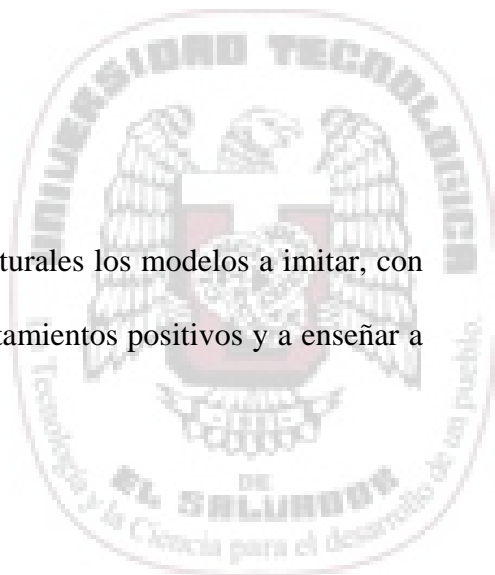 UNIVERSIDAD TECNOLOGICA
turales los modelos a imitar, con
tamientos positivos y a enseñar a
Tecnología y la Ciencia para el desarrollo de un pueblo.
DE
EL SALVADOR